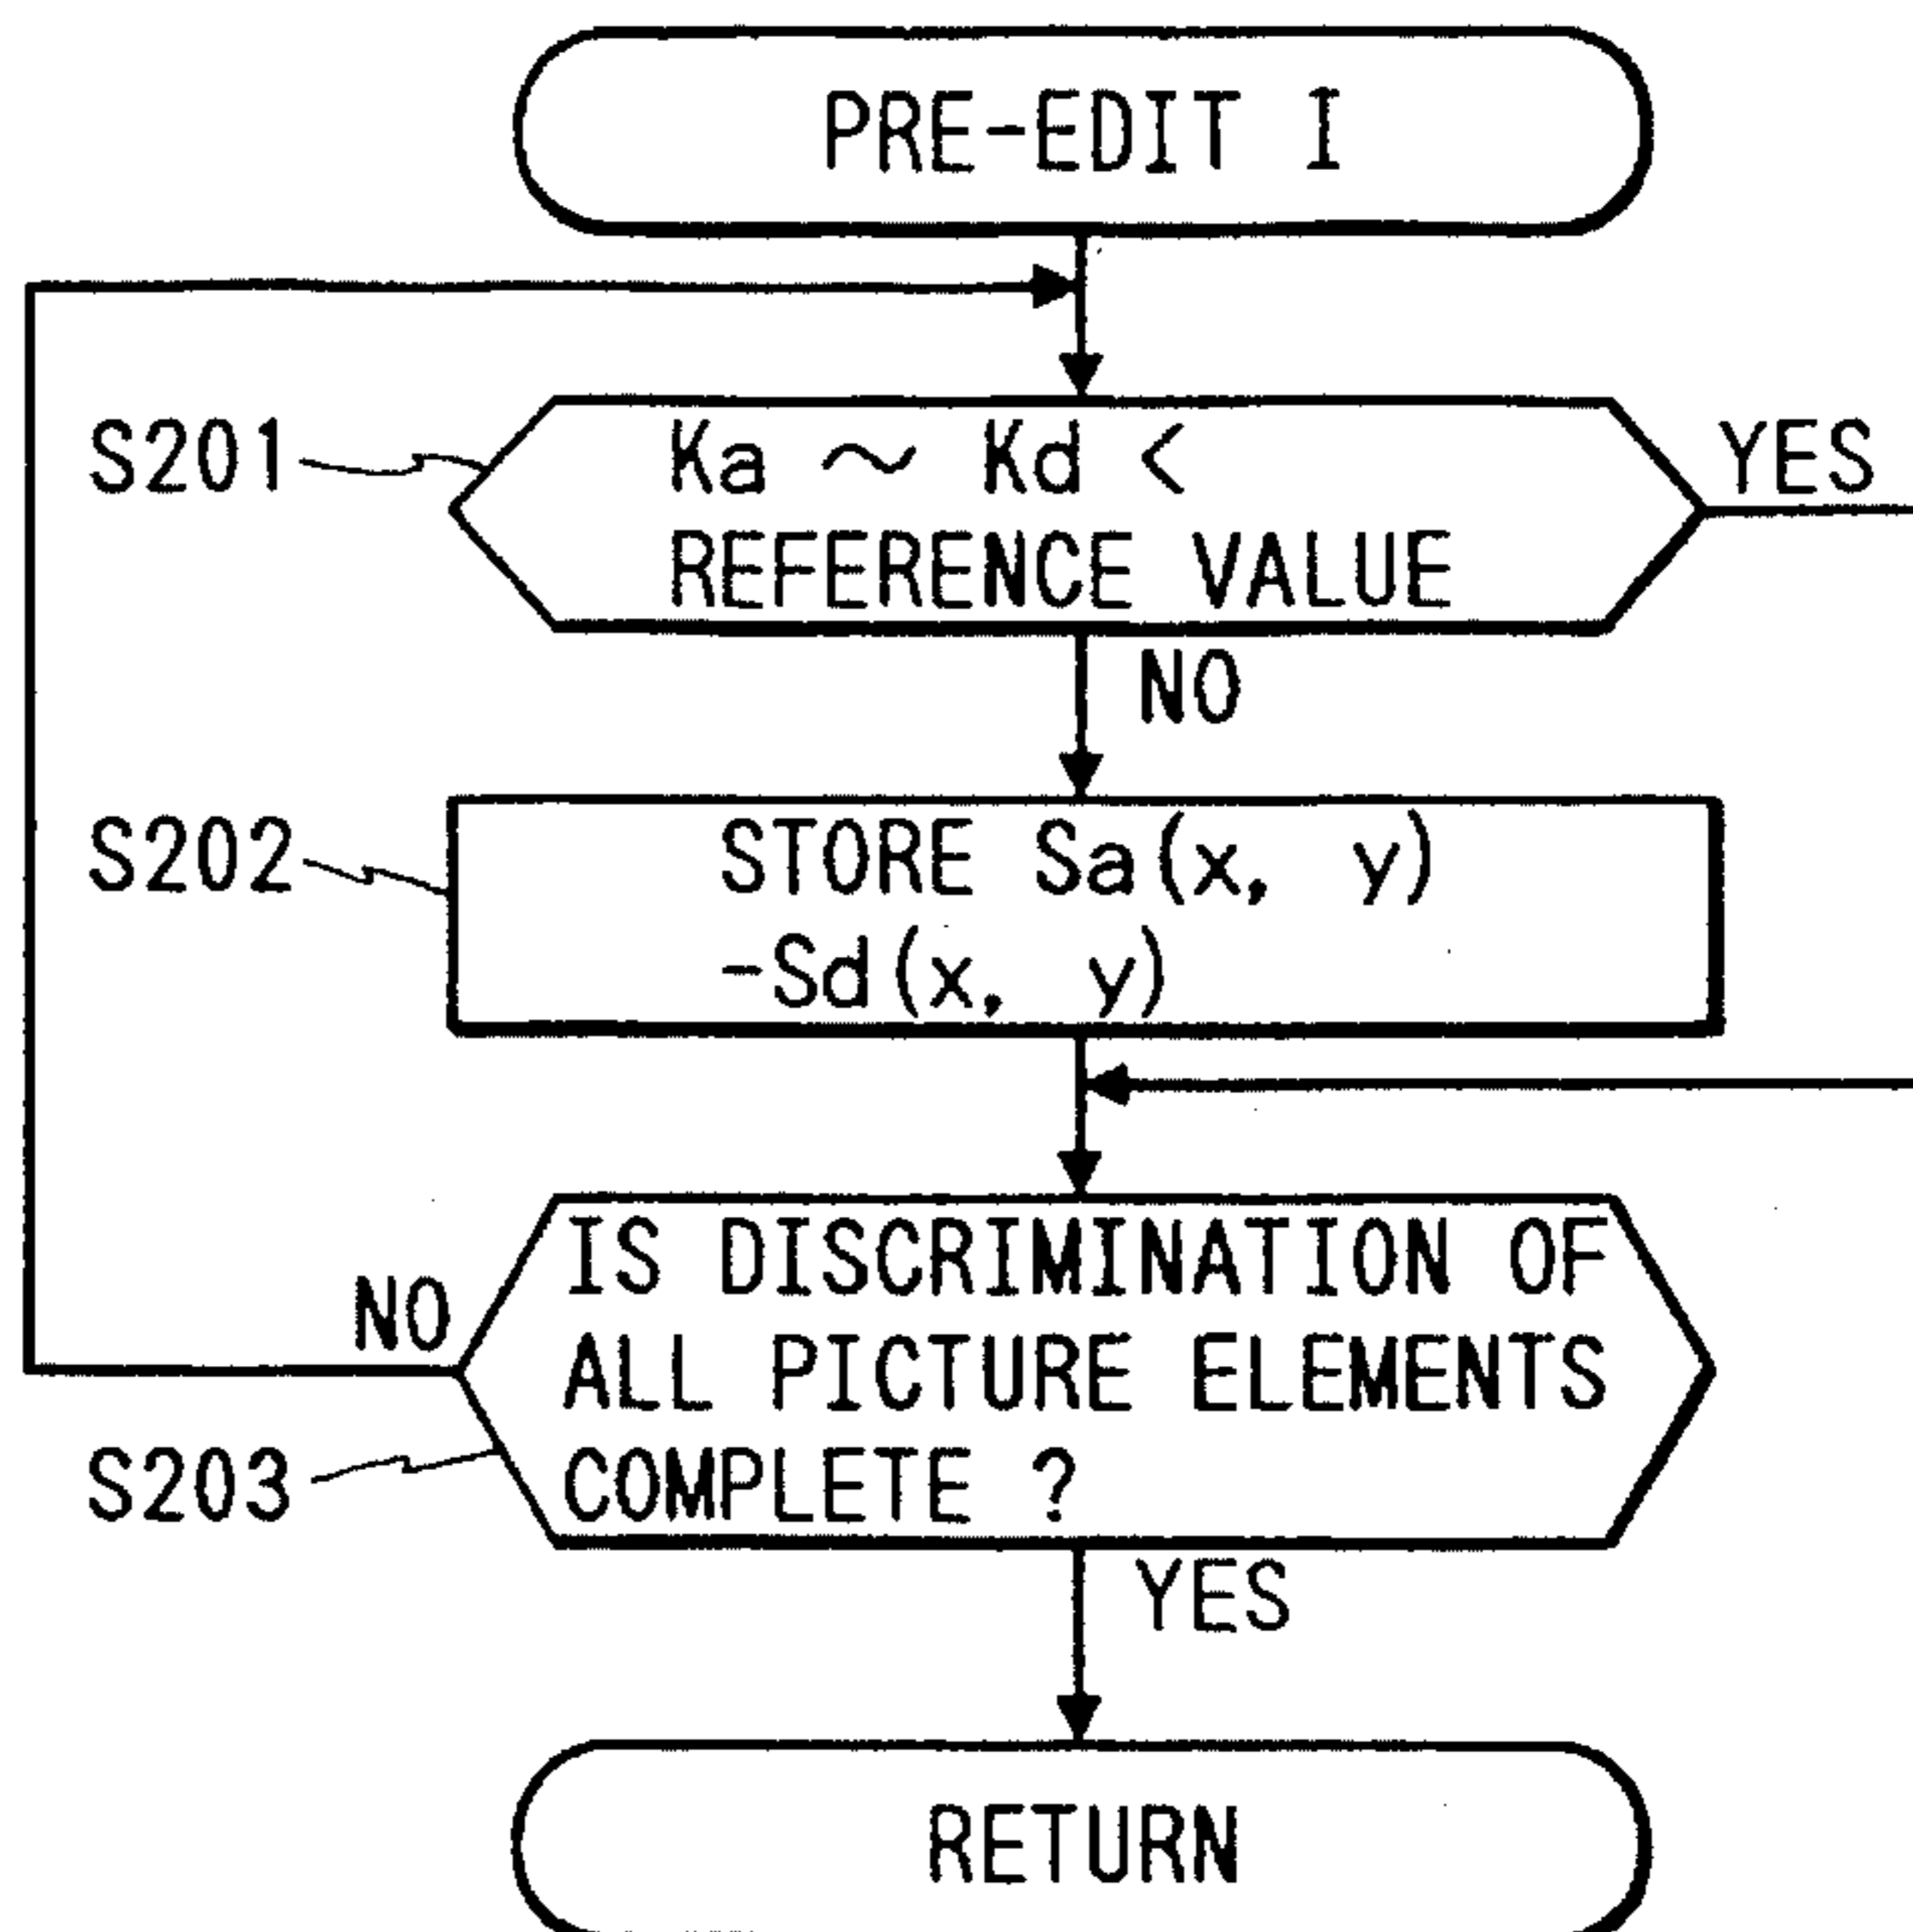 PRE-EDIT I
S201
Ka ~ Kd <
REFERENCE VALUE
YES
NO
S202
STORE Sa(x, y)
-Sd(x, y)
NO
IS DISCRIMINATION OF
ALL PICTURE ELEMENTS
COMPLETE ?
S203
YES
RETURN